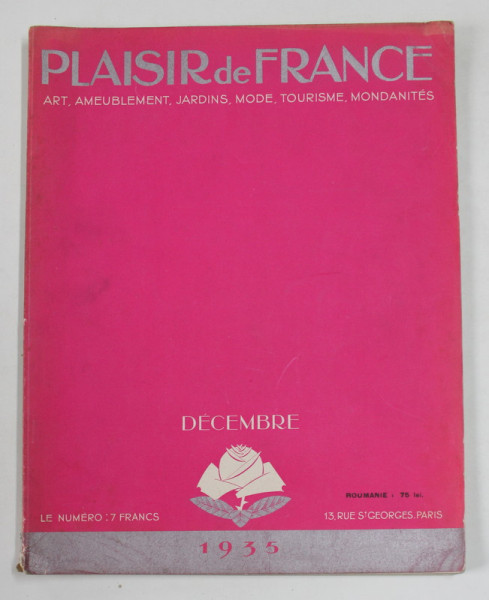 PLAISIR de FRANCE
ART, AMEUBLEMENT, JARDINS, MODE, TOURISME, MONDANITÉS
DÉCEMBRE
ROUMANIE : 75 lei.
LE NUMÉRO : 7 FRANCS
13, RUE ST GEORGES, PARIS
1935